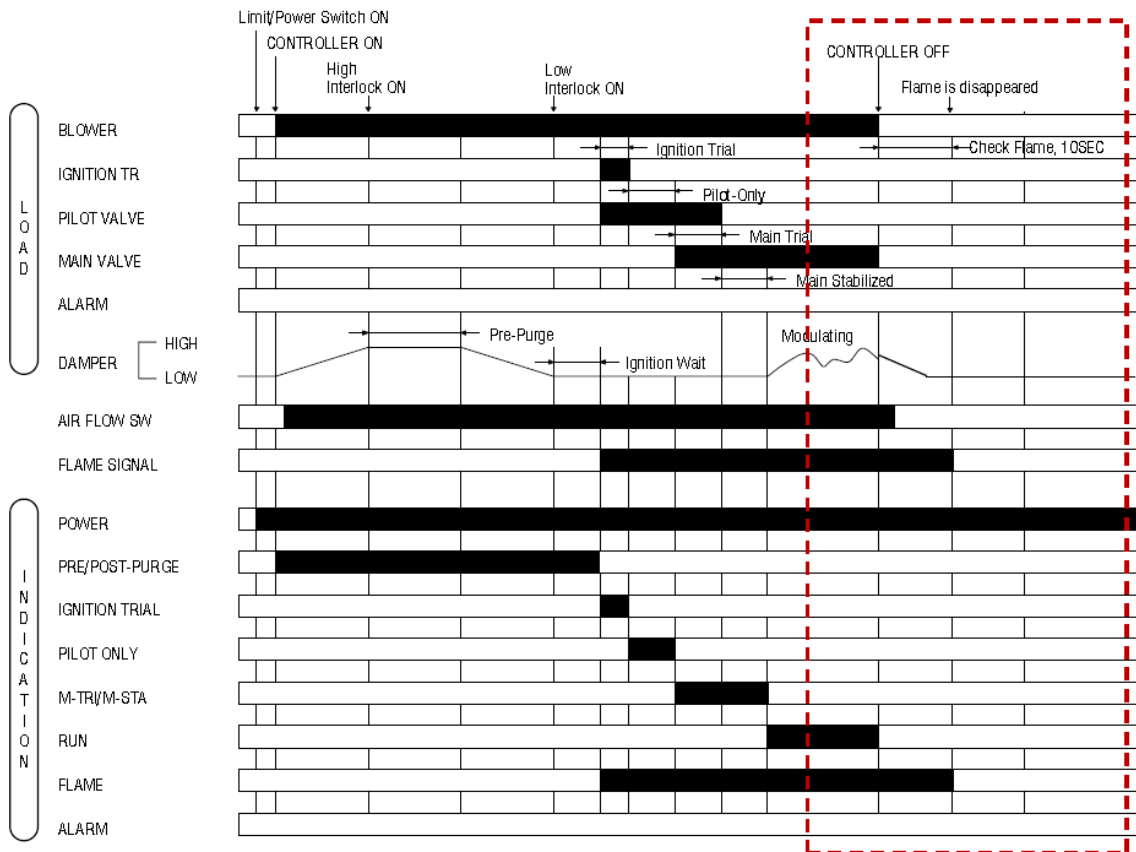 Limit/Power Switch ON
CONTROLLER ON
CONTROLLER OFF
High
Interlock ON
Low
Interlock ON
Flame is disappeared
LOAD
BLOWER
Ignition Trial
Check Flame, 10SEC
IGNITION TR
Pilot-Only
PILOT VALVE
Main Trial
MAIN VALVE
Main Stabilized
ALARM
Pre-Purge
Modulating
DAMPER
HIGH
LOW
Ignition Wait
AIR FLOW SW
FLAME SIGNAL
INDICATION
POWER
PRE/POST-PURGE
IGNITION TRIAL
PILOT ONLY
M-TRI/M-STA
RUN
FLAME
ALARM